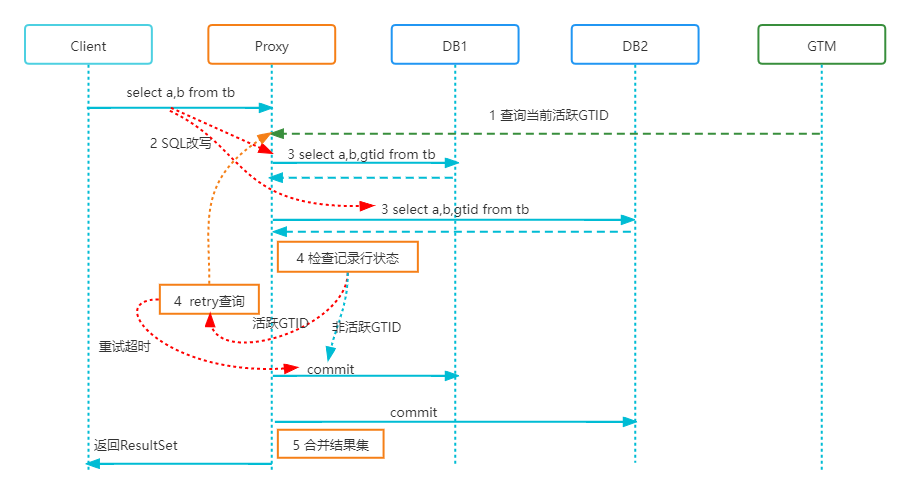 Client
Proxy
DB1
DB2
GTM
select a,b from tb
1 查询当前活跃GTID
2 SQL改写
3 select a,b,gtid from tb
3 select a,b,gtid from tb
4 检查记录行状态
4 retry查询
活跃GTID
非活跃GTID
重试超时
commit
commit
返回ResultSet
5 合并结果集